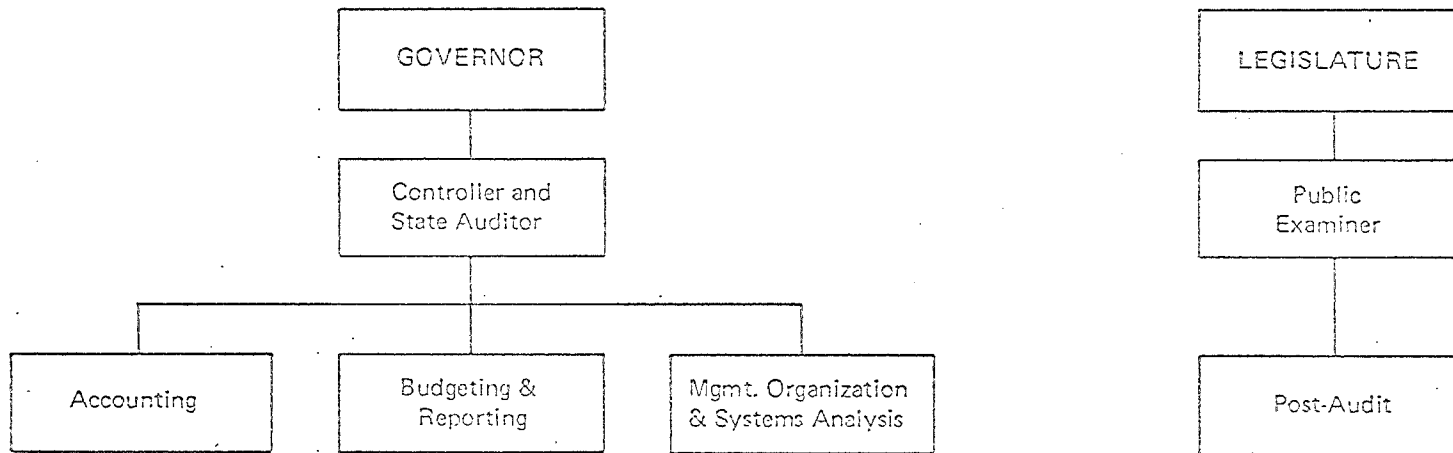 GOVERNOR
LEGISLATURE
Controller and
State Auditor
Public
Examiner
Accounting
Budgeting &
Reporting
Mgmt. Organization
& Systems Analysis
Post-Audit